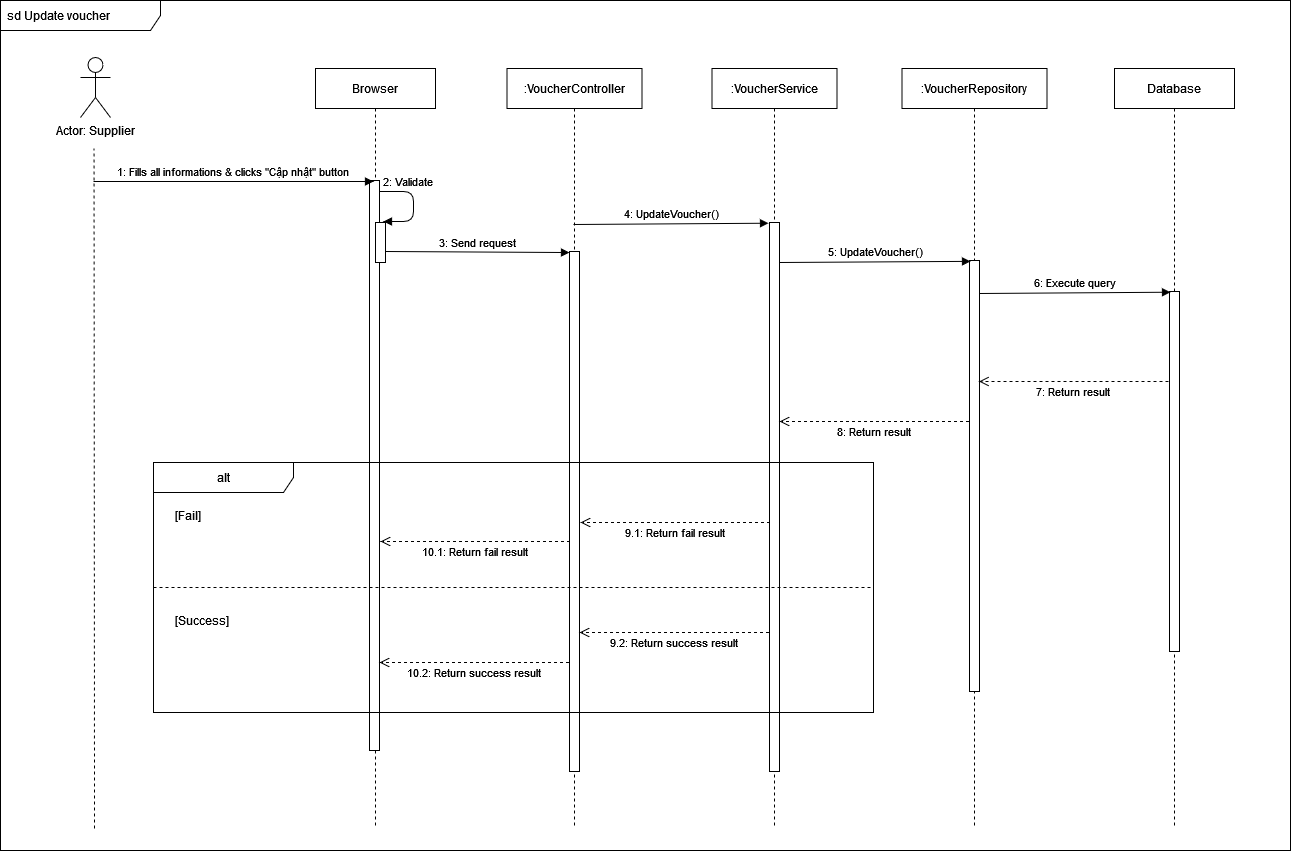 sd Update voucher
Actor: Supplier
Browser
:VoucherController
:VoucherService
:VoucherRepository
Database
1: Fills all informations & clicks "Cập nhật" button
2: Validate
3: Send request
4: UpdateVoucher()
5: UpdateVoucher()
6: Execute query
7: Return result
8: Return result
alt
[Fail]
9.1: Return fail result
10.1: Return fail result
[Success]
9.2: Return success result
10.2: Return success result